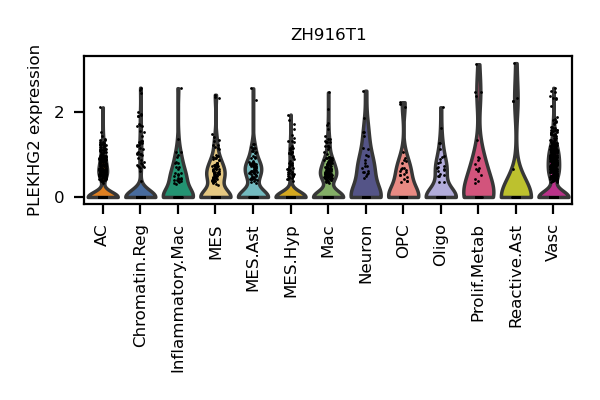 ZH916T1
PLEKHG2 expression
2
0
AC
Chromatin.Reg
Inflammatory.Mac
MES
MES.Ast
MES.Hyp
Mac
Neuron
OPC
Oligo
Prolif.Metab
Reactive.Ast
Vasc